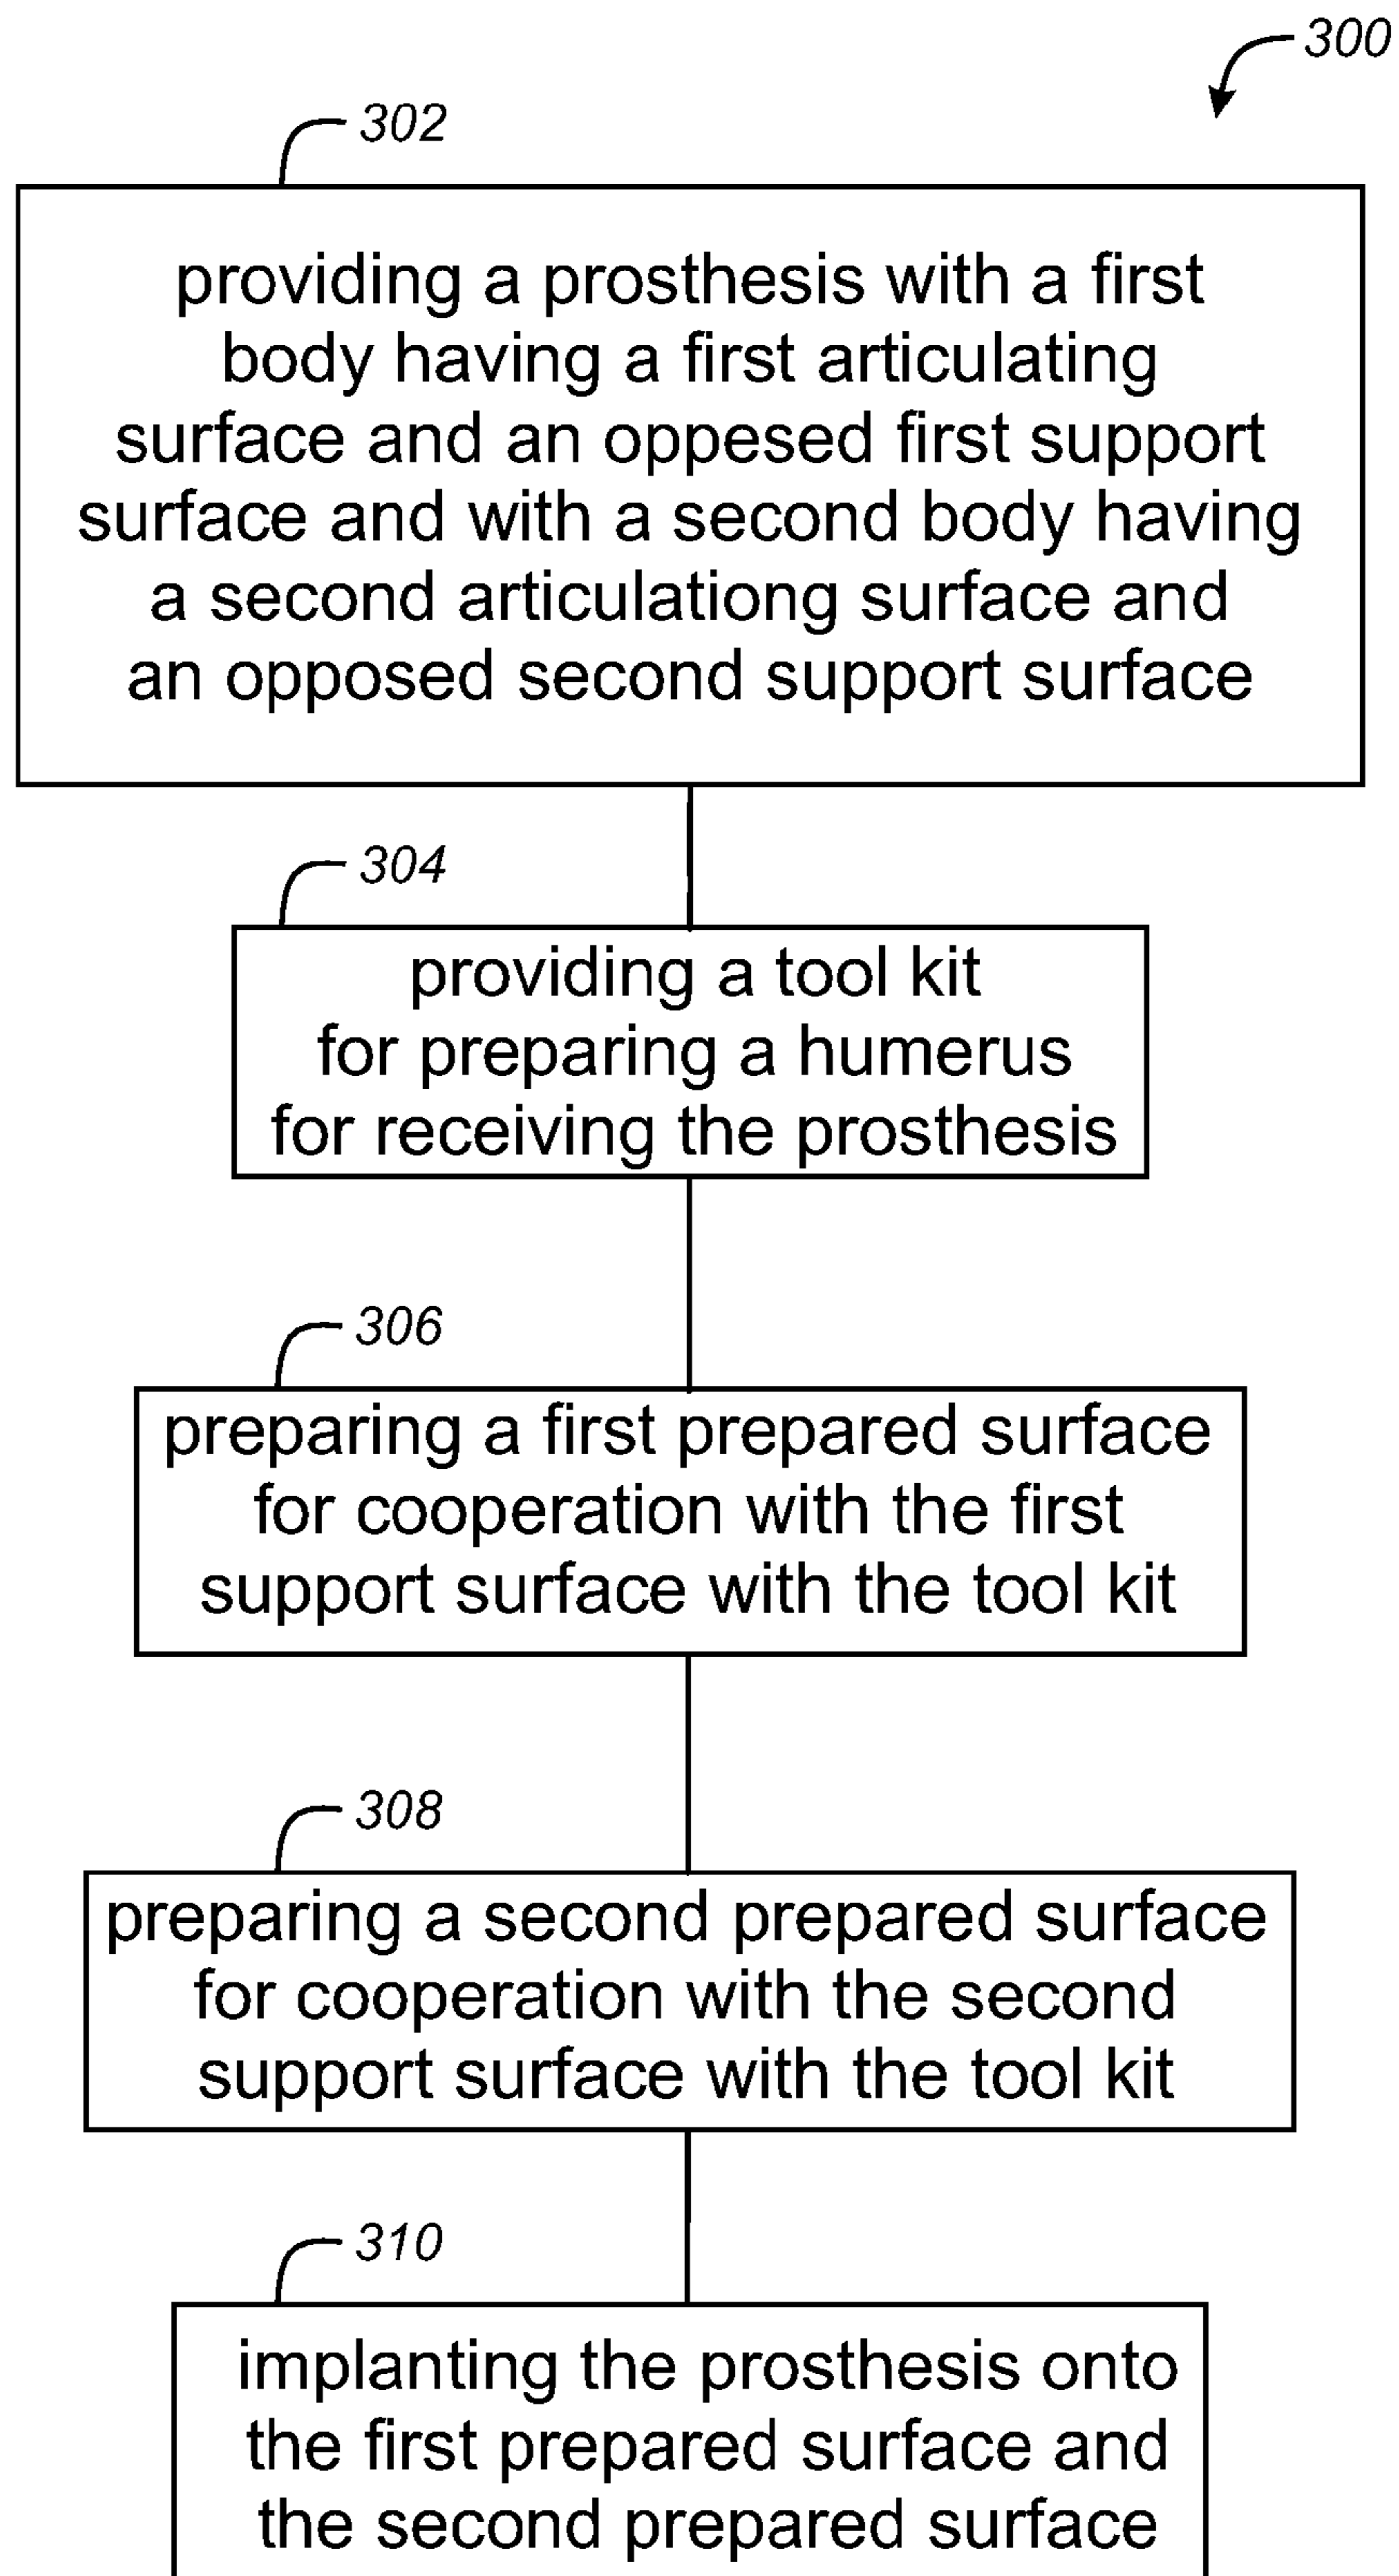 300
302
providing a prosthesis with a first
body having a first articulating
surface and an oppesed first support
surface and with a second body having
a second articulationg surface and
an opposed second support surface
304
providing a tool kit
for preparing a humerus
for receiving the prosthesis
306
preparing a first prepared surface
for cooperation with the first
support surface with the tool kit
308
preparing a second prepared surface
for cooperation with the second
support surface with the tool kit
310
implanting the prosthesis onto
the first prepared surface and
the second prepared surface